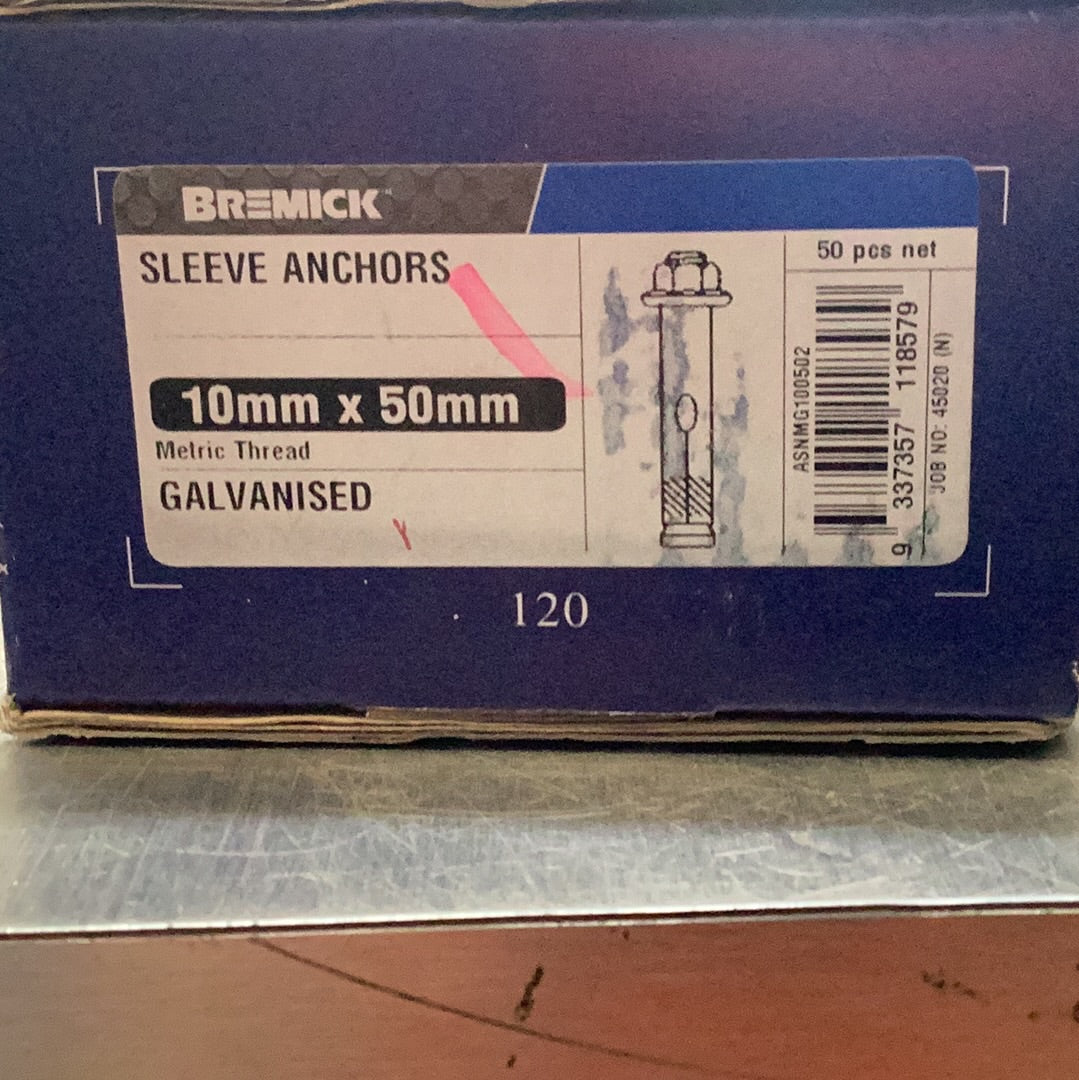 BREMICK
SLEEVE ANCHORS
10mm x 50mm
Metric Thread
GALVANISED
50 pcs net
ASNMG100502
9 337357 118579
JOB NO: 45020 (N)
120